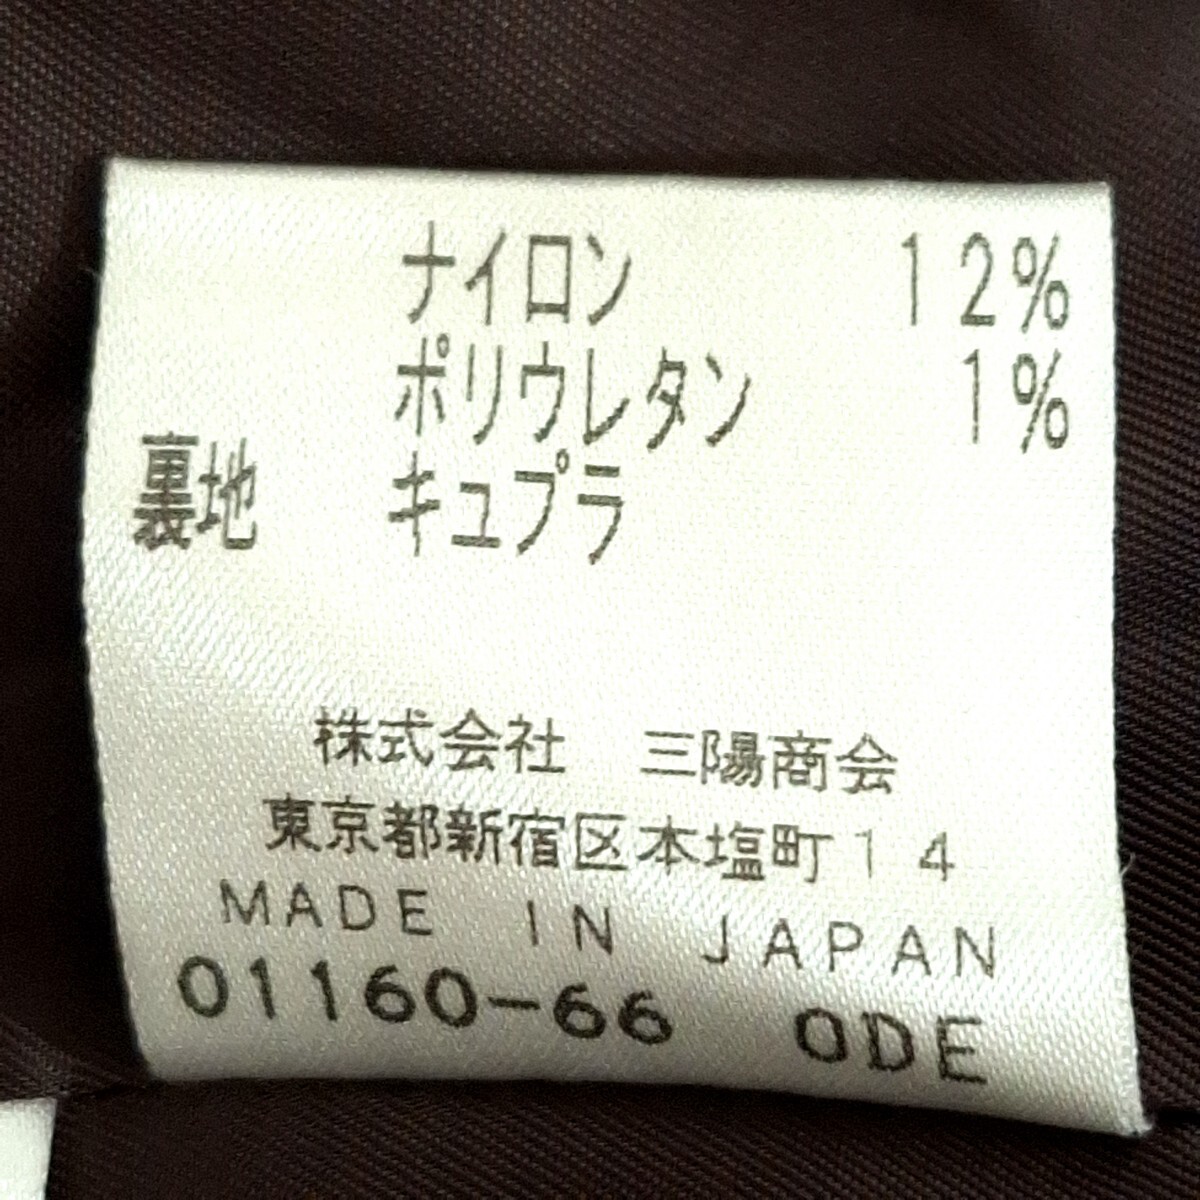 ナイロン 12%
ポリウレタン 1%
裏地 キュプラ
株式会社 三陽商会
東京都新宿区本塩町14
MADE IN JAPAN
01160-66 ODE